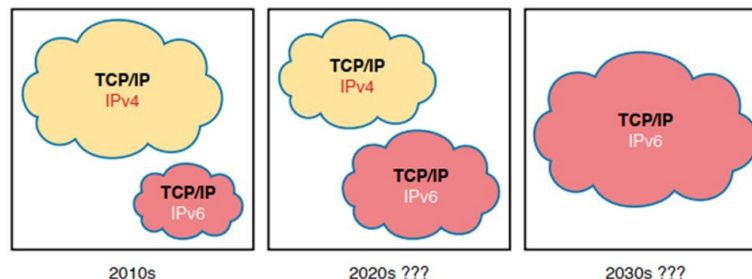 TCP/IP
IPv4
TCP/IP
IPv6
2010s
TCP/IP
IPv4
TCP/IP
IPv6
2020s ???
TCP/IP
IPv6
2030s ???